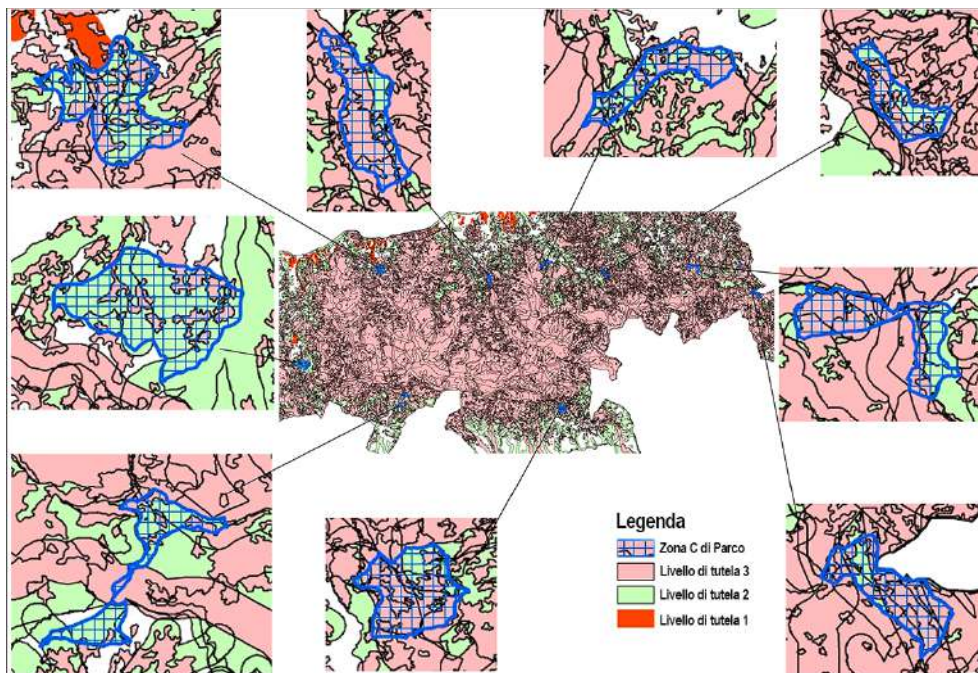 Legenda
Zona C di Parco
Livello di tutela 3
Livello di tutela 2
Livello di tutela 1